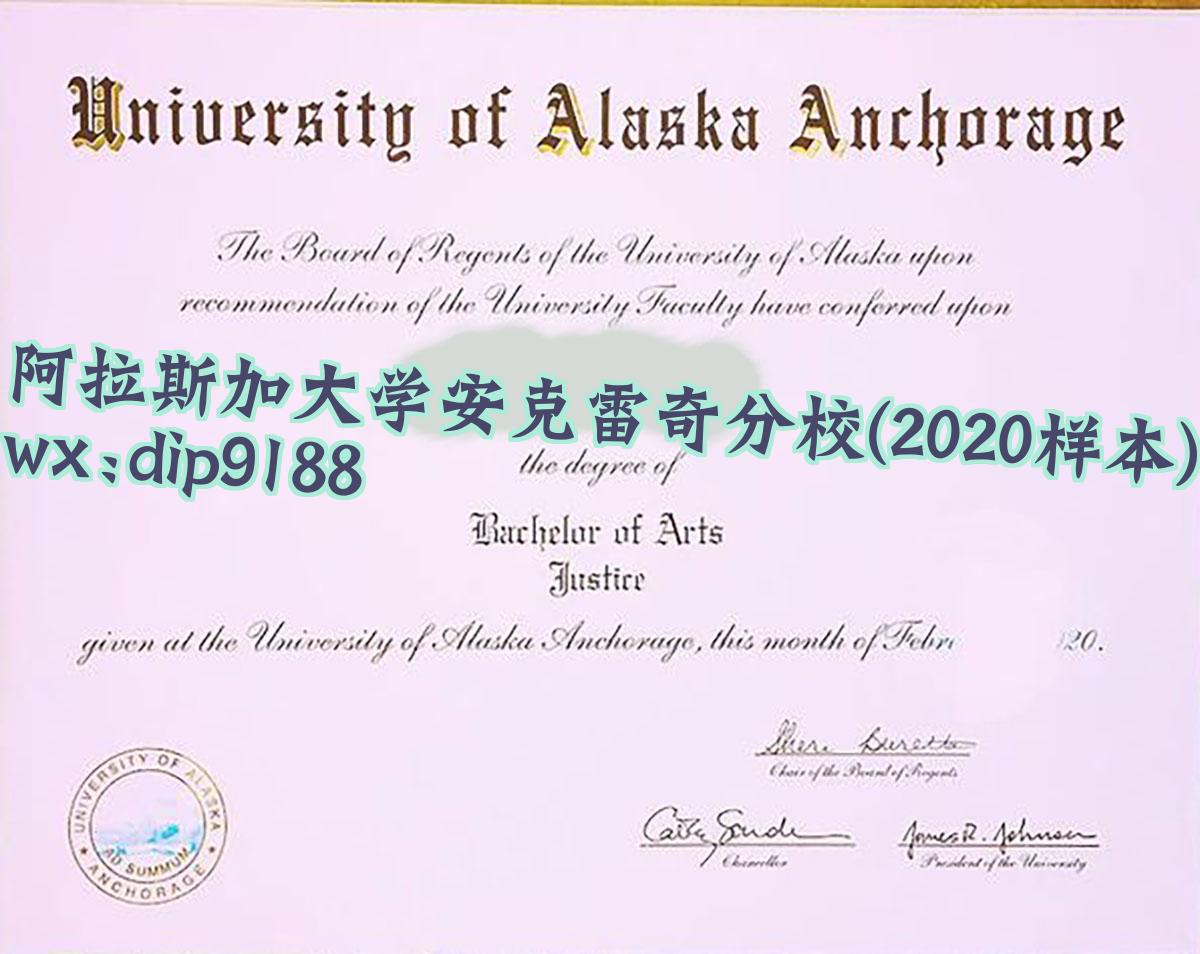 University of Alaska Anchorage
The Board of Regents of the University of Alaska upon
recommendation of the University Faculty have conferred upon
阿拉斯加大学安克雷奇分校(2020样本)
wx:dip9188
the degree of
Bachelor of Arts
Justice
given at the University of Alaska Anchorage, this month of Febr 20.
Chair of the Board of Regents
Chancellor
James R. Johnsen
President of the University
UNIVERSITY OF ALASKA
AD SUMMUM
ANCHORAGE